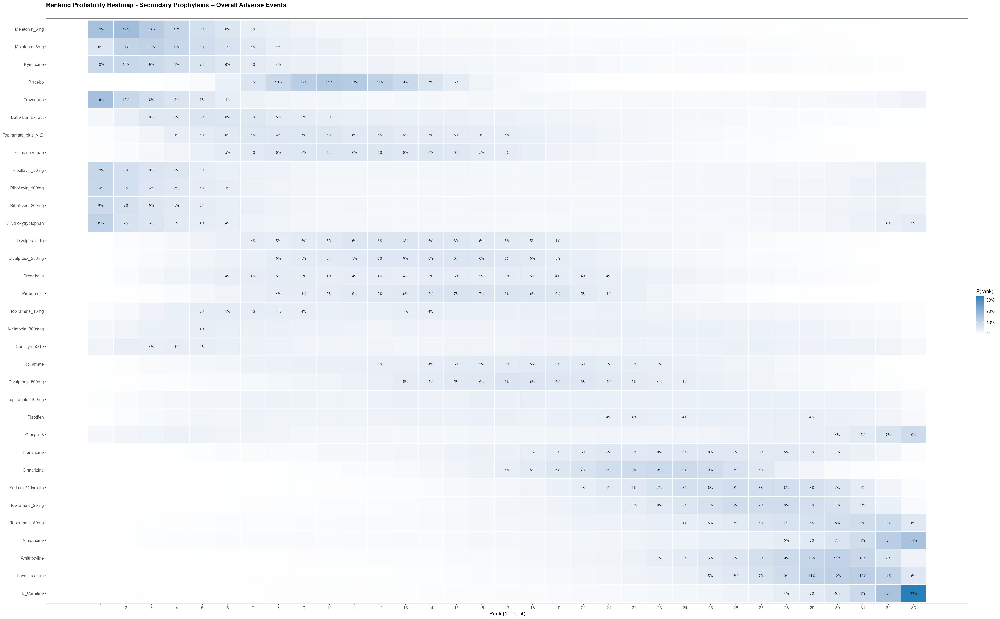 Ranking Probability Heatmap - Secondary Prophylaxis – Overall Adverse Events
Melatonin_3mg 16% 17% 13% 10% 8% 6% 4%
Melatonin_6mg 6% 11% 11% 10% 8% 7% 5% 4%
Pyridoxine 10% 10% 9% 8% 7% 6% 5% 4%
Placebo 6% 10% 12% 14% 13% 11% 9% 7% 5%
Trazodone 16% 10% 8% 6% 6% 4%
Butterbur_Extract 6% 6% 6% 6% 6% 5% 5% 4%
Topiramate_plus_VitD 4% 5% 5% 6% 6% 6% 6% 5% 6% 5% 5% 5% 4% 4%
Fremanezumab 5% 5% 6% 6% 6% 6% 6% 6% 6% 6% 5% 5%
Riboflavin_50mg 10% 8% 6% 6% 4%
Riboflavin_100mg 10% 8% 6% 5% 5% 4%
Riboflavin_200mg 9% 7% 6% 5% 5%
5Hydroxytryptophan 11% 7% 6% 5% 4% 4% 4% 5%
Divalproex_1g 4% 5% 5% 5% 6% 6% 6% 6% 6% 5% 5% 5% 4%
Divalproex_250mg 5% 5% 5% 5% 6% 6% 6% 6% 6% 6% 5% 5%
Pregabalin 4% 4% 5% 5% 4% 4% 4% 4% 5% 5% 5% 5% 5% 4% 4% 4%
Propranolol 4% 4% 5% 5% 5% 6% 7% 7% 7% 6% 6% 6% 5% 4%
Topiramate_15mg 5% 5% 4% 4% 4% 4% 4%
Melatonin_300mcg 4%
CoenzymeQ10 4% 4% 4%
Topiramate 4% 4% 5% 5% 5% 5% 5% 5% 5% 5% 4%
Divalproex_500mg 5% 5% 5% 6% 6% 6% 6% 6% 5% 5% 4% 4%
Topiramate_100mg
Pizotifen 4% 4% 4% 4%
Omega_3 4% 5% 7% 9%
Flunarizine 4% 5% 5% 6% 6% 6% 6% 6% 6% 5% 5% 5% 4%
Cinnarizine 4% 5% 6% 7% 8% 9% 9% 9% 9% 7% 6%
Sodium_Valproate 4% 5% 6% 7% 8% 8% 8% 8% 8% 7% 7% 5%
Topiramate_25mg 5% 6% 6% 7% 9% 9% 8% 8% 7% 5%
Topiramate_50mg 4% 5% 5% 6% 7% 7% 8% 9% 9% 6%
Nimodipine 5% 5% 7% 9% 12% 15%
Amitriptyline 4% 5% 6% 6% 8% 9% 10% 11% 10% 7%
Levetiracetam 5% 6% 7% 9% 11% 12% 12% 11% 6%
L_Carnitine 4% 5% 6% 9% 15% 33%
1 2 3 4 5 6 7 8 9 10 11 12 13 14 15 16 17 18 19 20 21 22 23 24 25 26 27 28 29 30 31 32 33
Rank (1 = best)
P(rank)
30%
20%
10%
0%